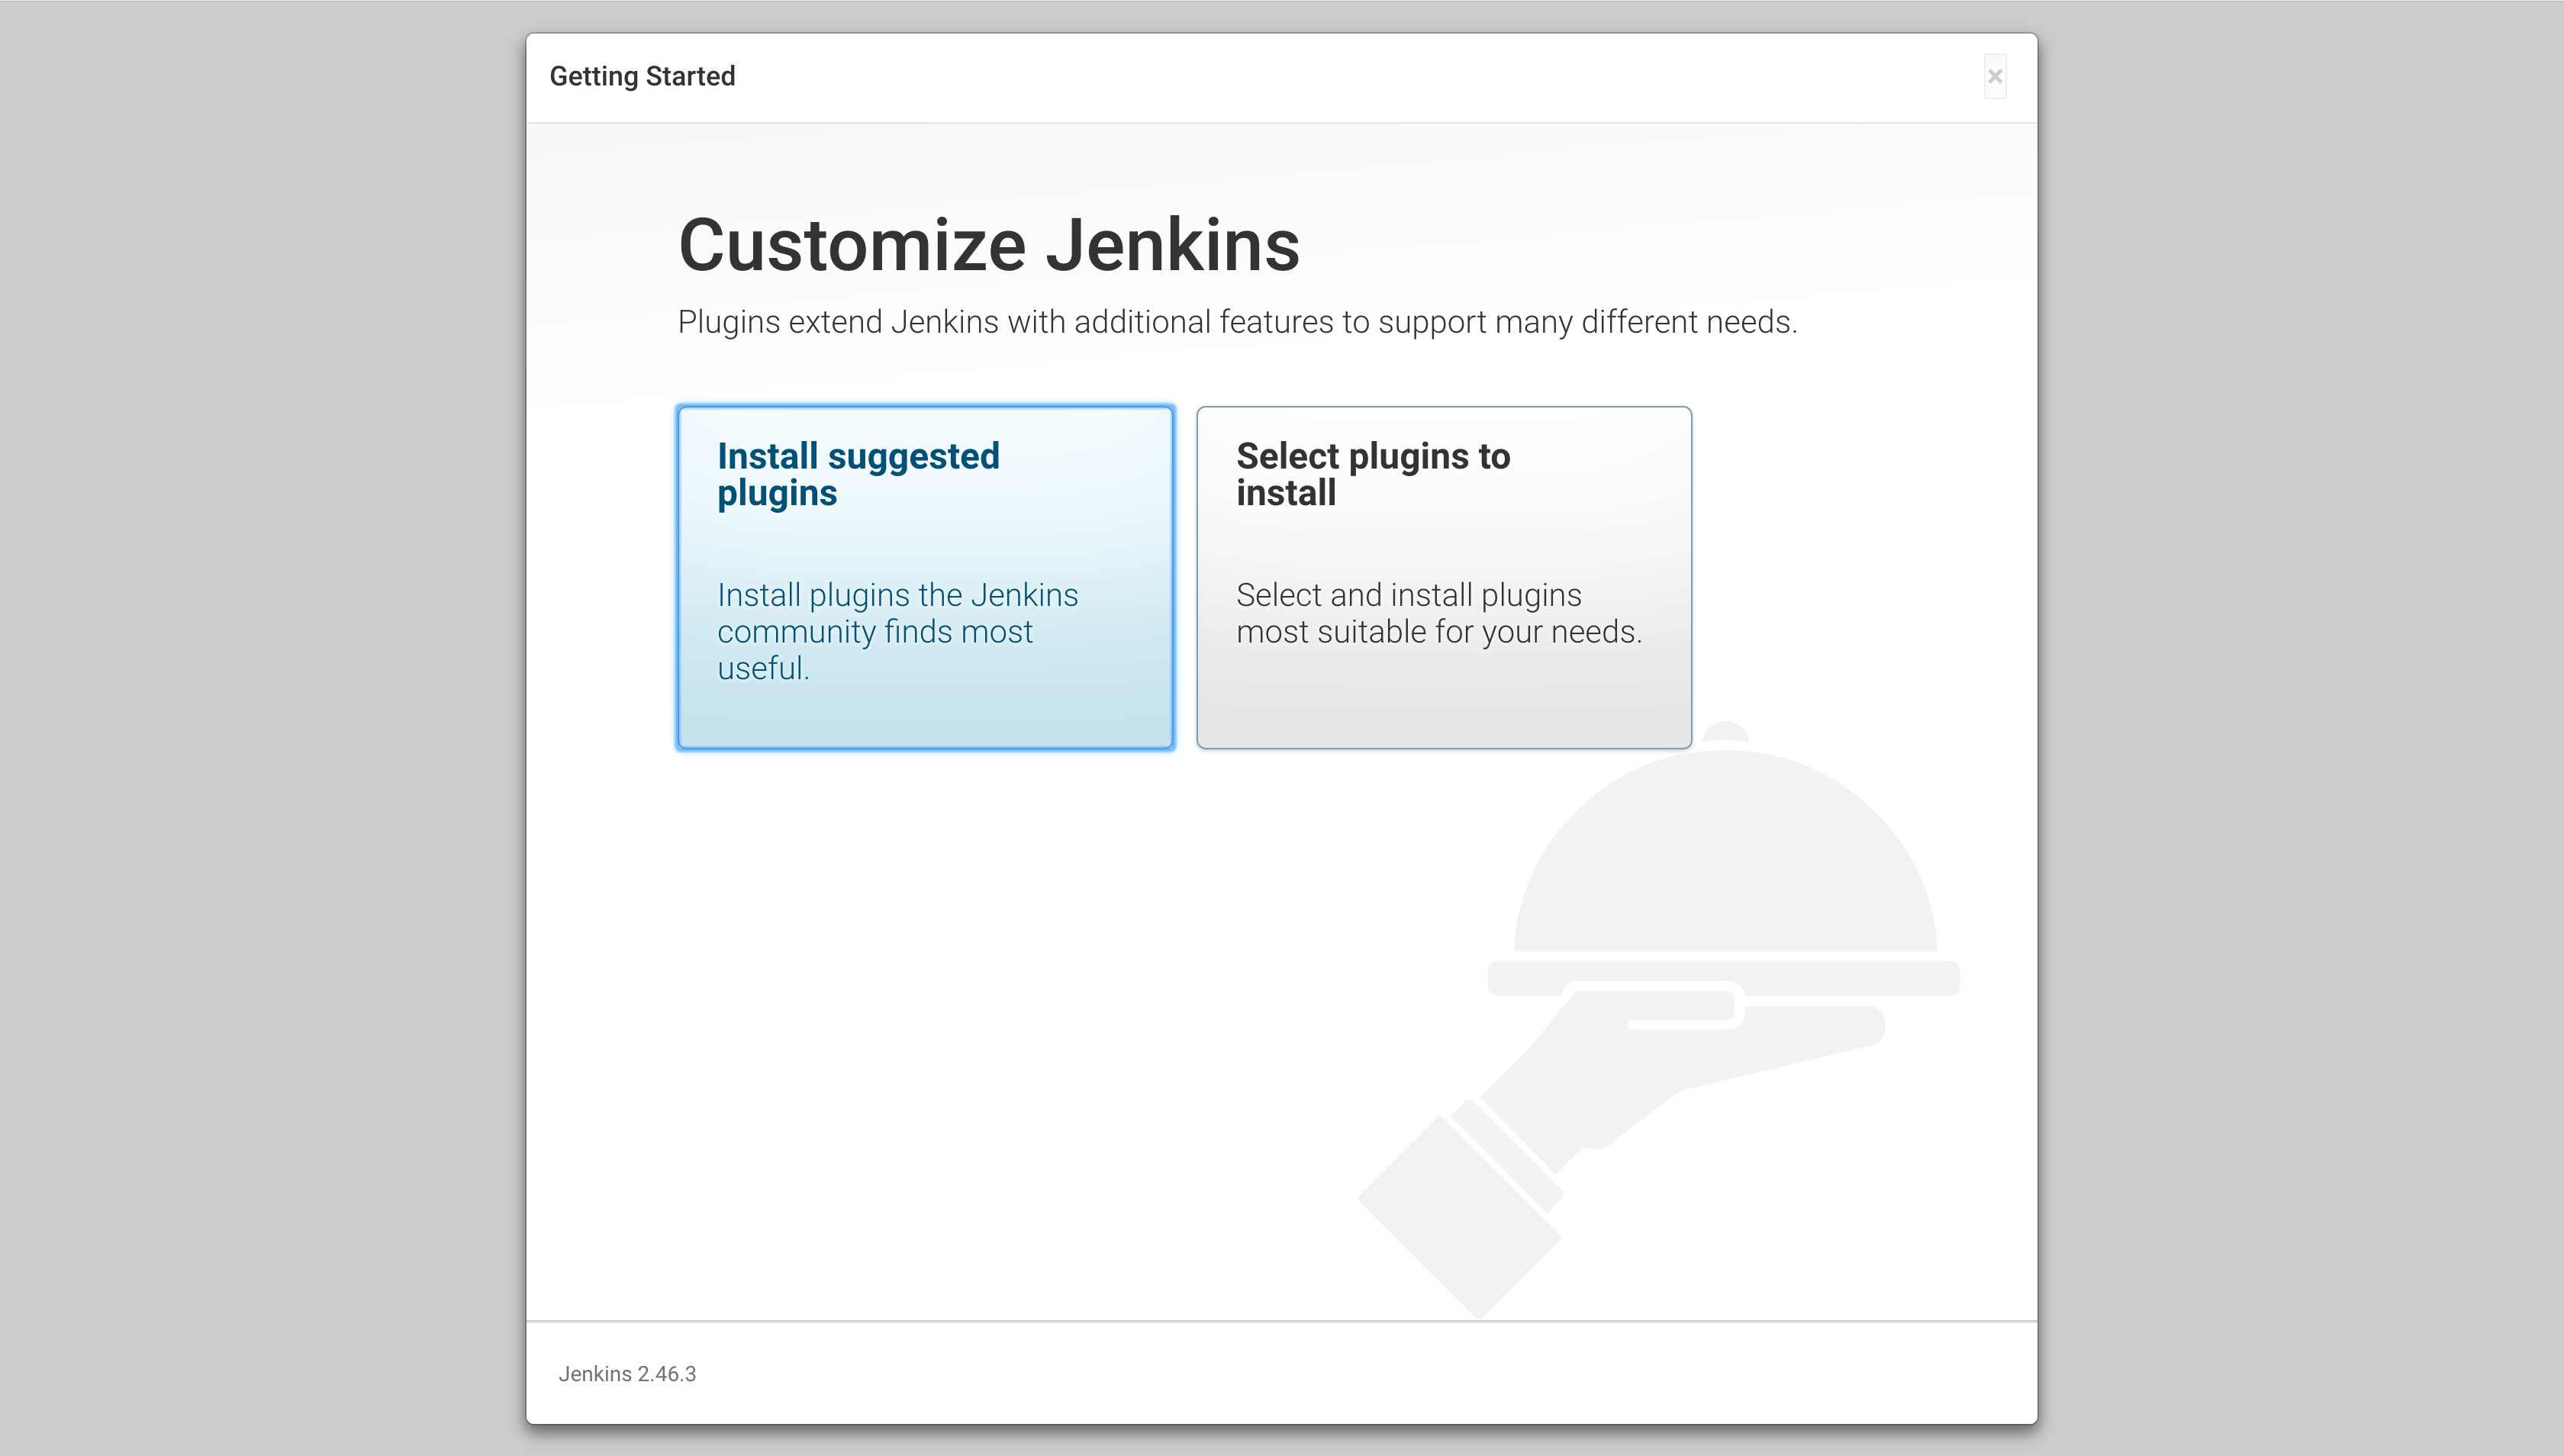 Getting Started
Customize Jenkins
Plugins extend Jenkins with additional features to support many different needs.
Install suggested
plugins
Install plugins the Jenkins
community finds most
useful.
Select plugins to
install
Select and install plugins
most suitable for your needs.
Jenkins 2.46.3